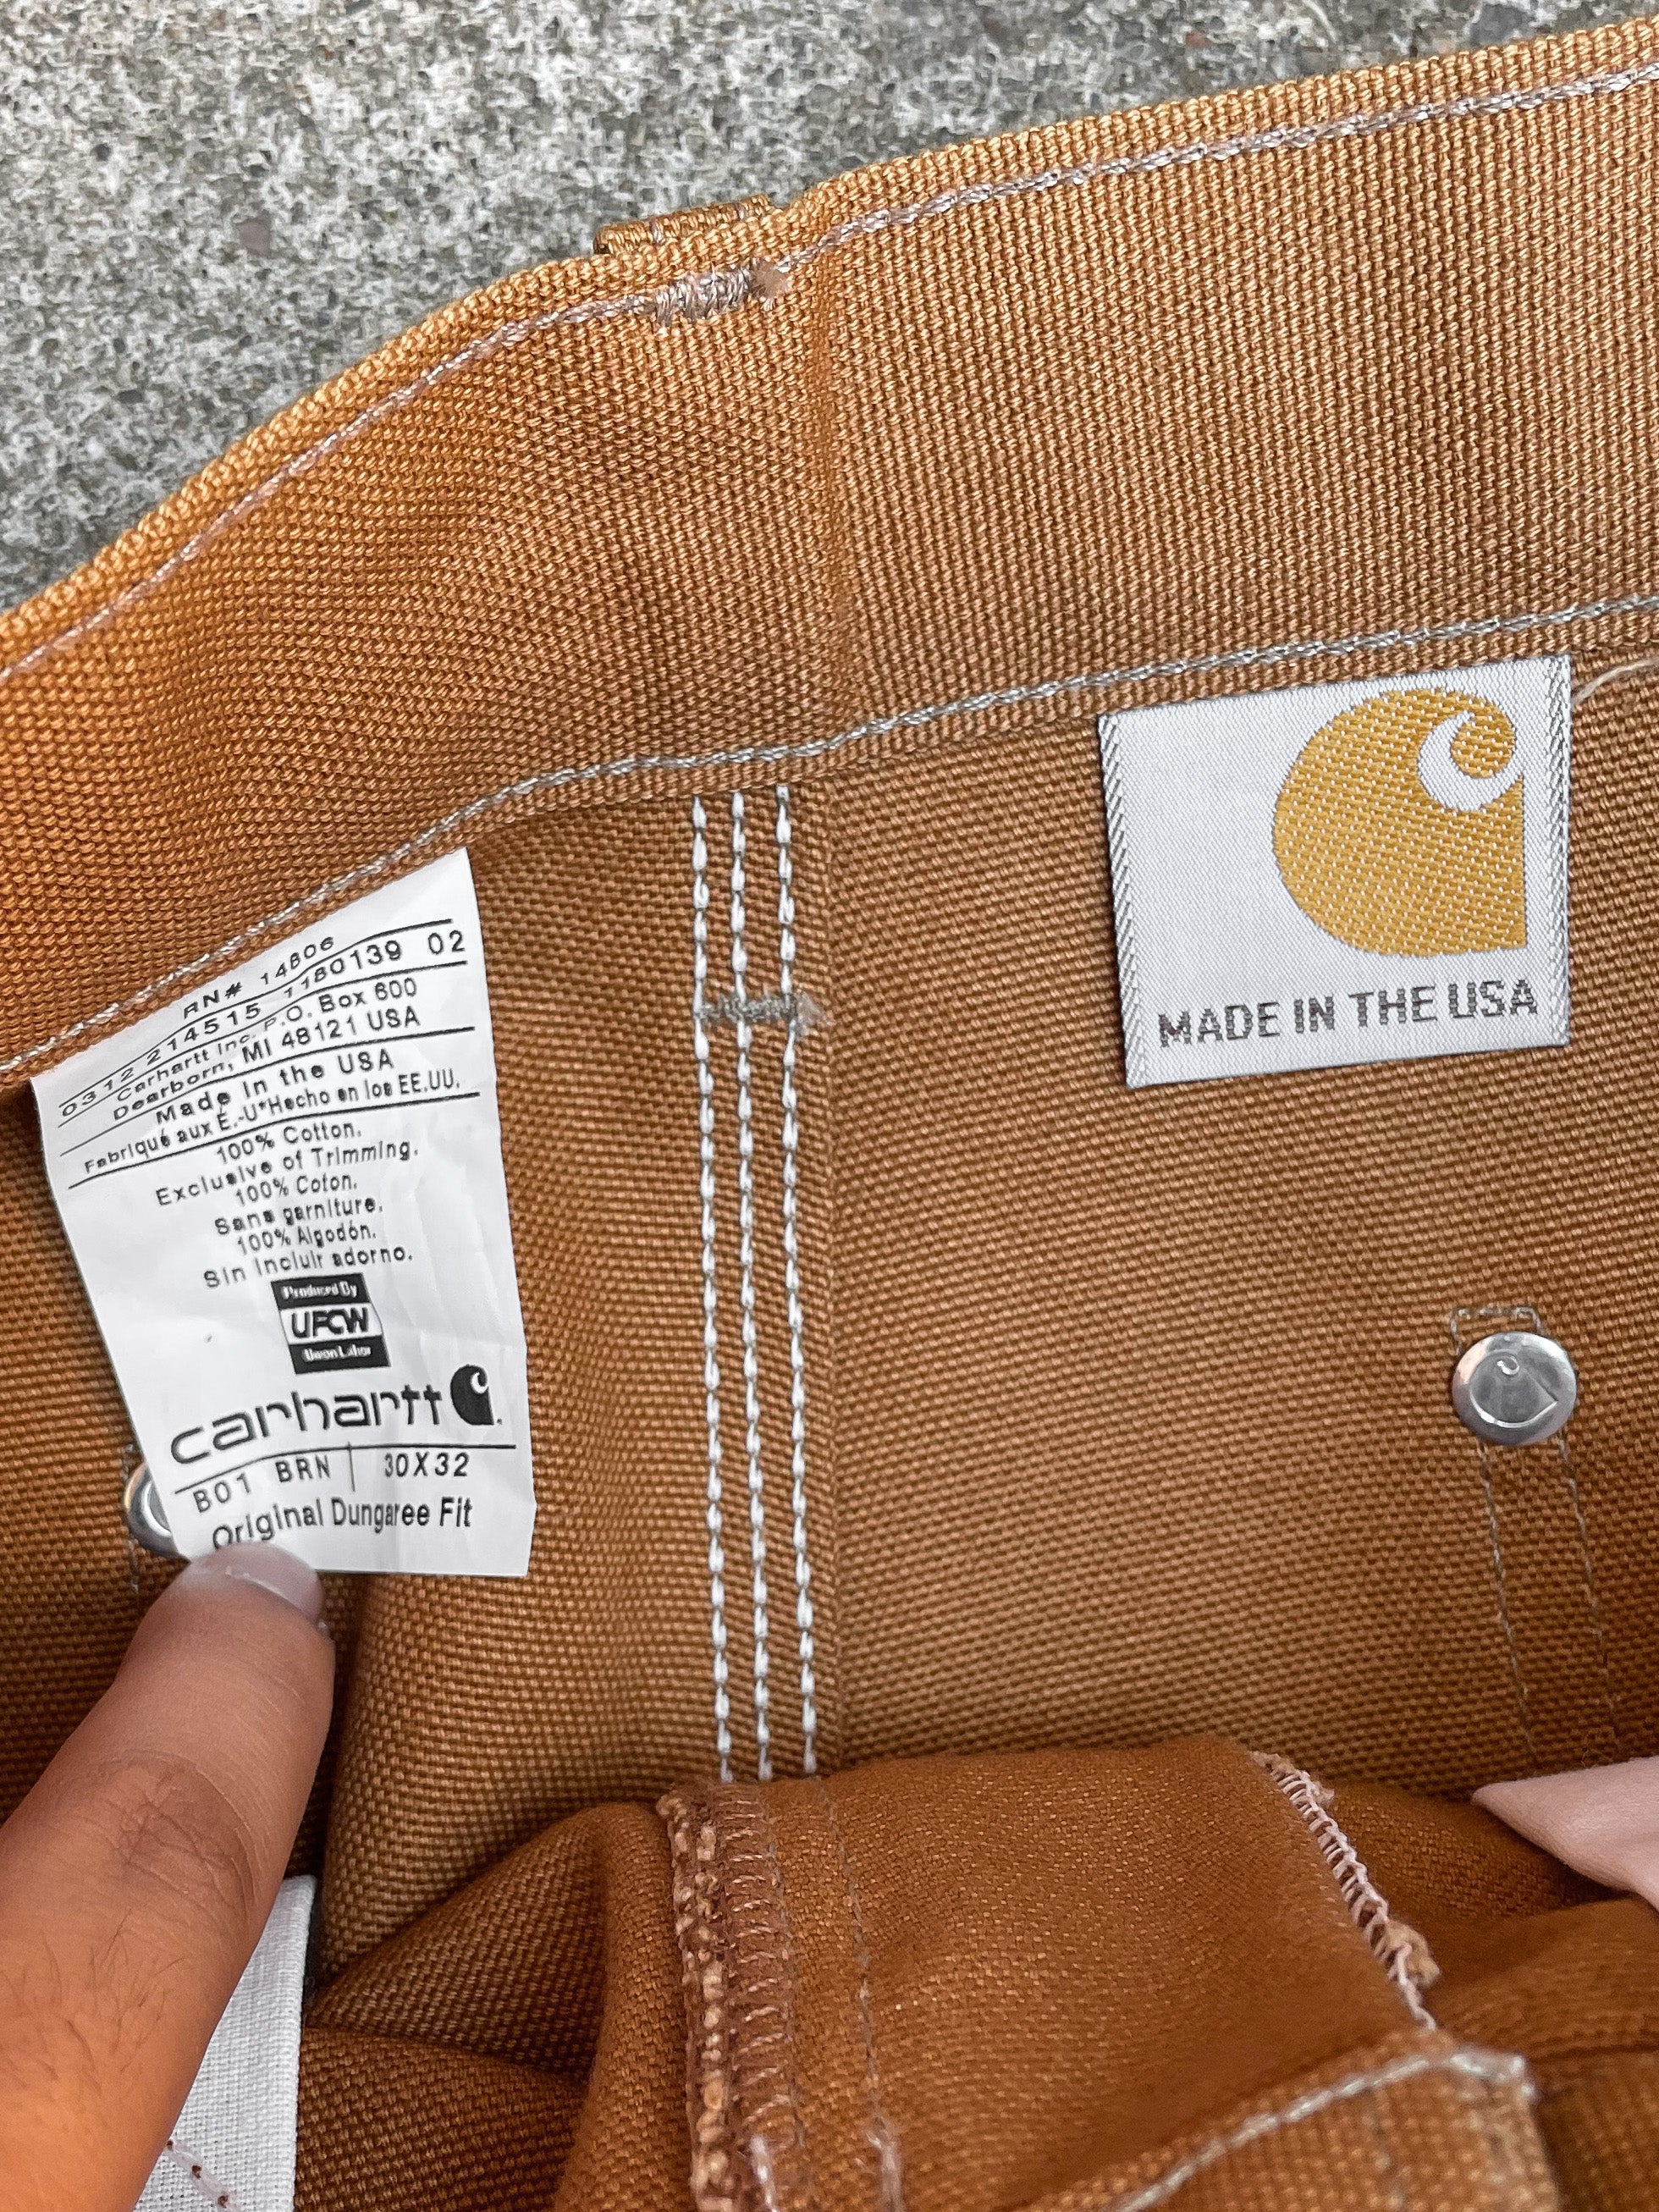 RN# 14806
0312 214515 1180139 02
Carhartt Inc. P.O. Box 600
Dearborn, MI 48121 USA
Made in the USA
Fabriqué aux É.-U*Hecho en los EE.UU.
100% Cotton.
Exclusive of Trimming.
100% Coton.
Sans garniture.
100% Algodón.
Sin incluir adorno.
Produced By
UFCW
Union Labor
carhartt
B01 BRN | 30X32
Original Dungaree Fit
MADE IN THE USA